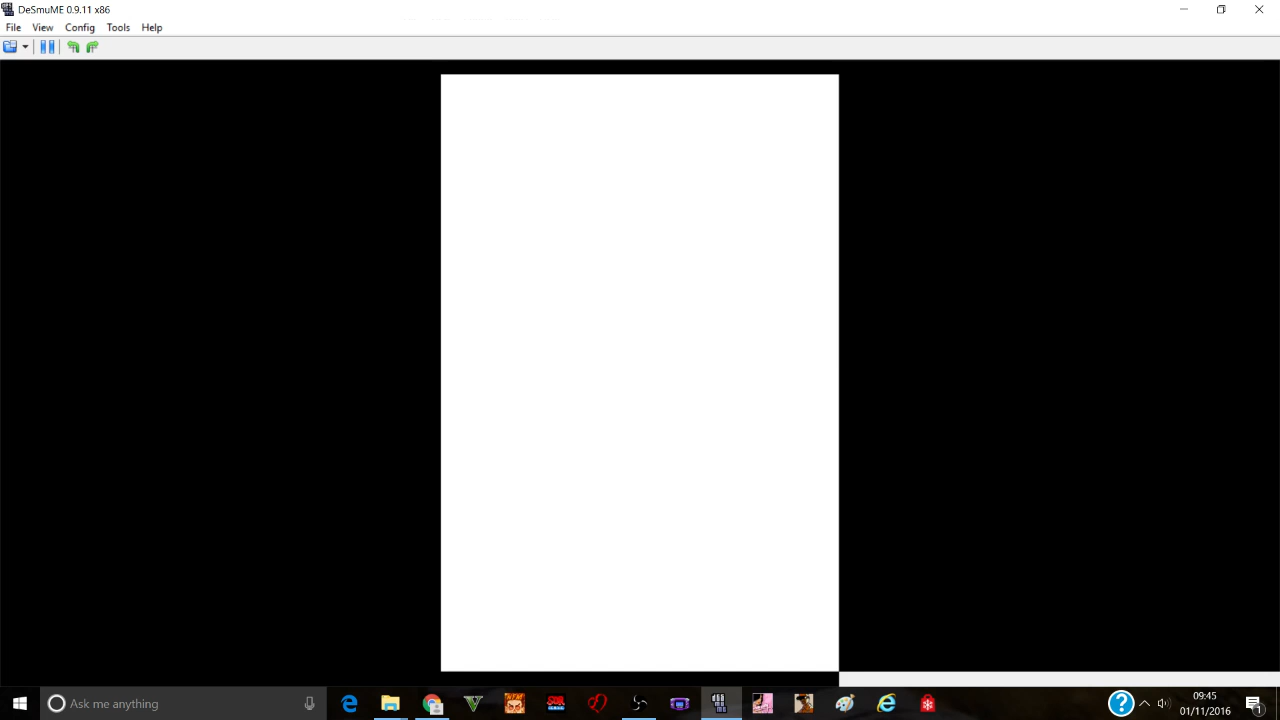 DeSmuME 0.9.11 x86
File View Config Tools Help
Ask me anything
09:45
01/11/2016